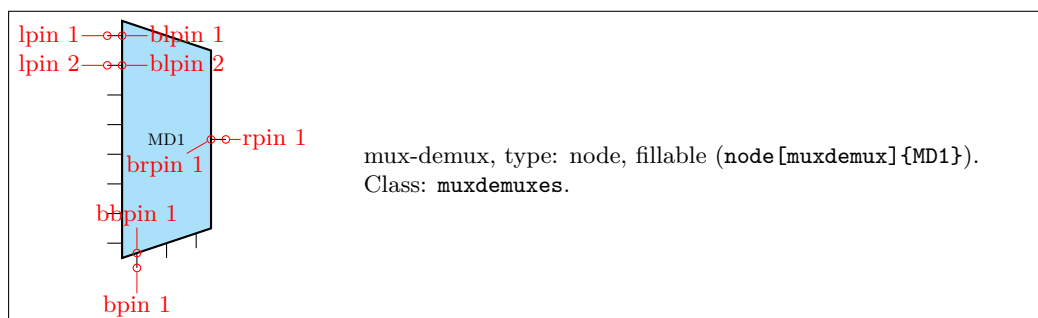 lpin 1 blpin 1
lpin 2 blpin 2
MD1 rpin 1
brpin 1
bbpin 1
bpin 1
mux-demux, type: node, fillable (node[muxdemux]{MD1}).
Class: muxdemuxes.